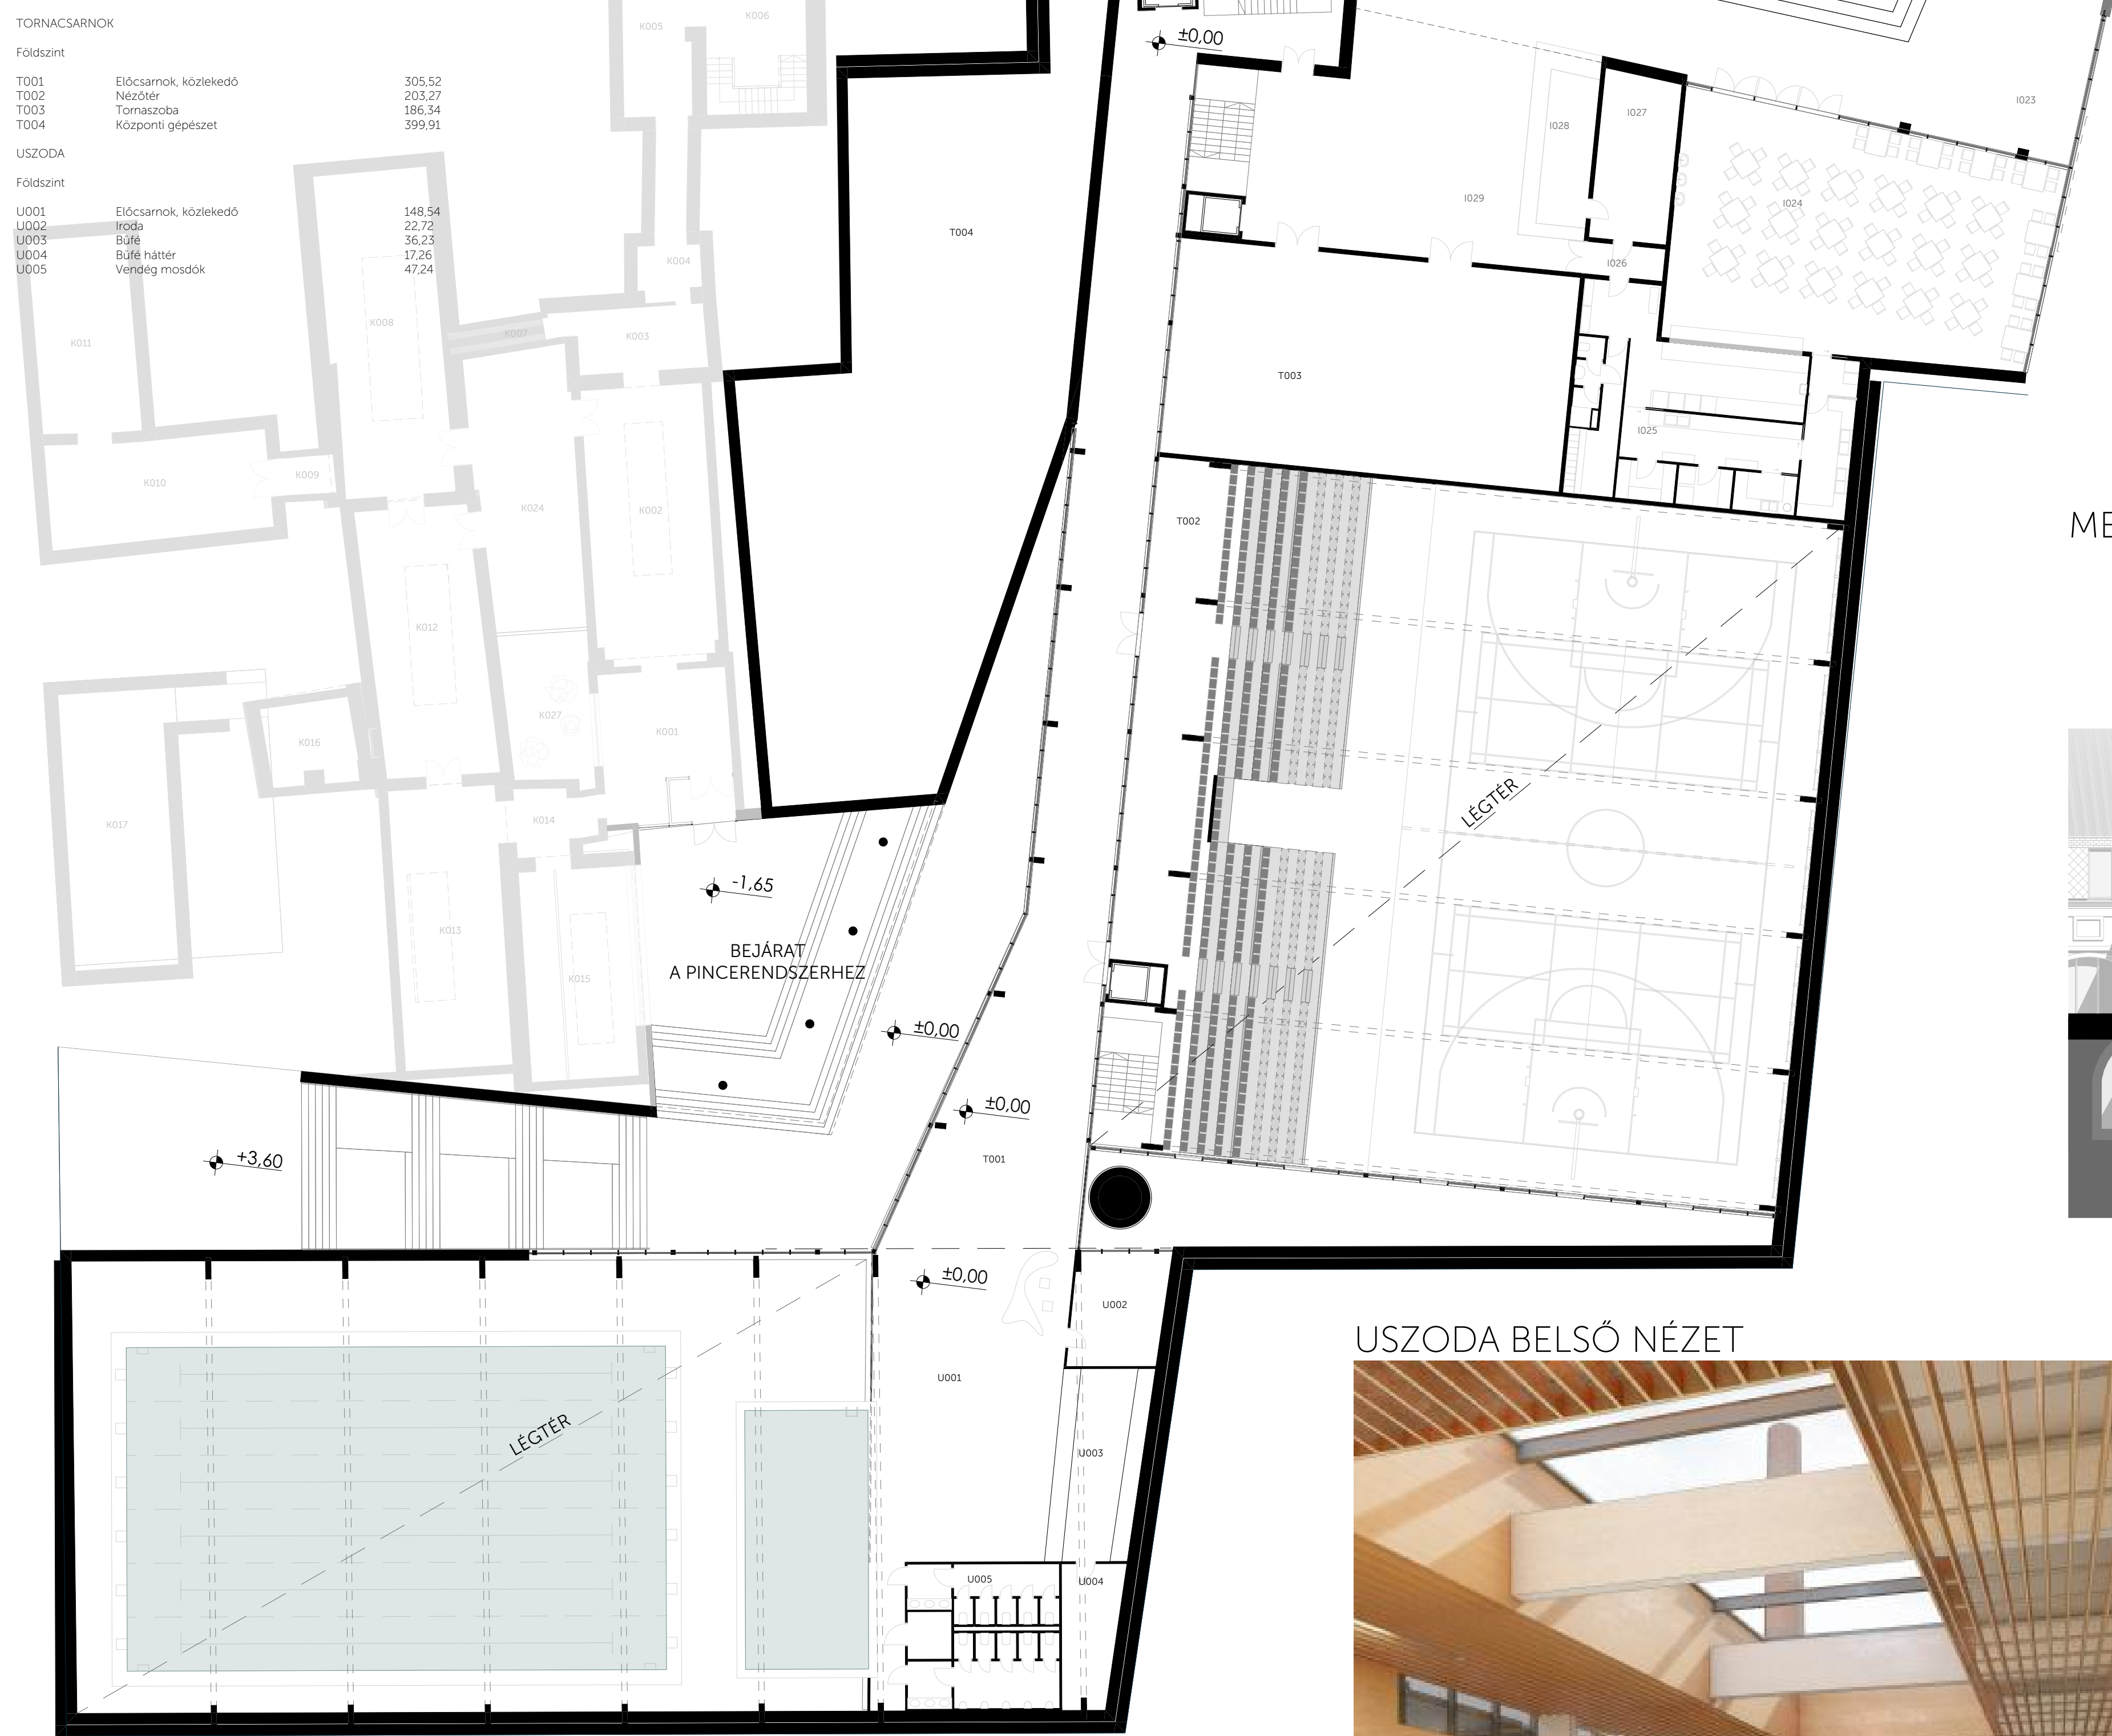 TORNACSARNOK
Földszint
T001 Előcsarnok, közlekedő 305,52
T002 Nézőtér 203,27
T003 Tornaszoba 186,34
T004 Központi gépészet 399,91
USZODA
Földszint
U001 Előcsarnok, közlekedő 148,54
U002 Iroda 22,72
U003 Büfé 36,23
U004 Büfé háttér 17,26
U005 Vendég mosdók 47,24
K005
K006
±0,00
I023
I028
I027
I029
I024
T004
K004
I026
K008
K007
K003
K011
T003
I025
K010
K009
K024
K002
T002
ME
K012
K027
K001
K016
K017
K014
LÉGTÉR
-1,65
K013
BEJÁRAT
A PINCERENDSZERHEZ
K015
±0,00
±0,00
+3,60
T001
±0,00
U002
USZODA BELSŐ NÉZET
U001
LÉGTÉR
U003
U005
U004